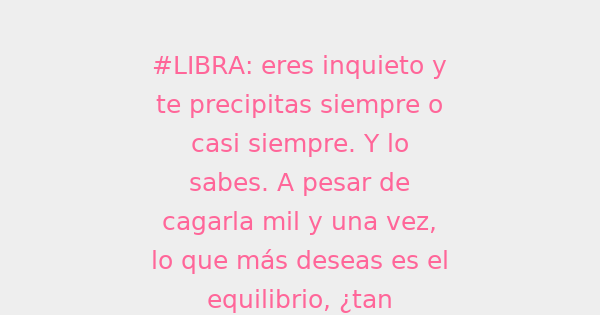 #LIBRA: eres inquieto y
te precipitas siempre o
casi siempre. Y lo
sabes. A pesar de
cagarla mil y una vez,
lo que más deseas es el
equilibrio, ¿tan